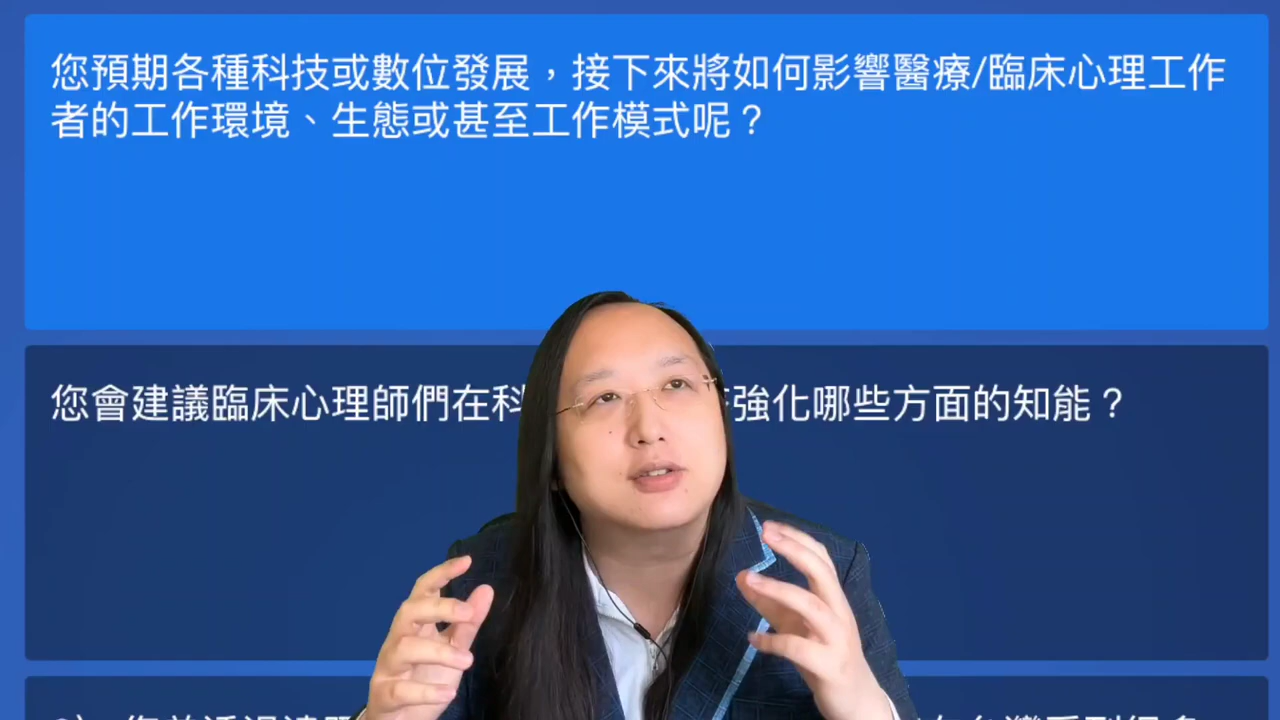 您預期各種科技或數位發展，接下來將如何影響醫療/臨床心理工作
者的工作環境、生態或甚至工作模式呢？
您會建議臨床心理師們在科 強化哪些方面的知能？